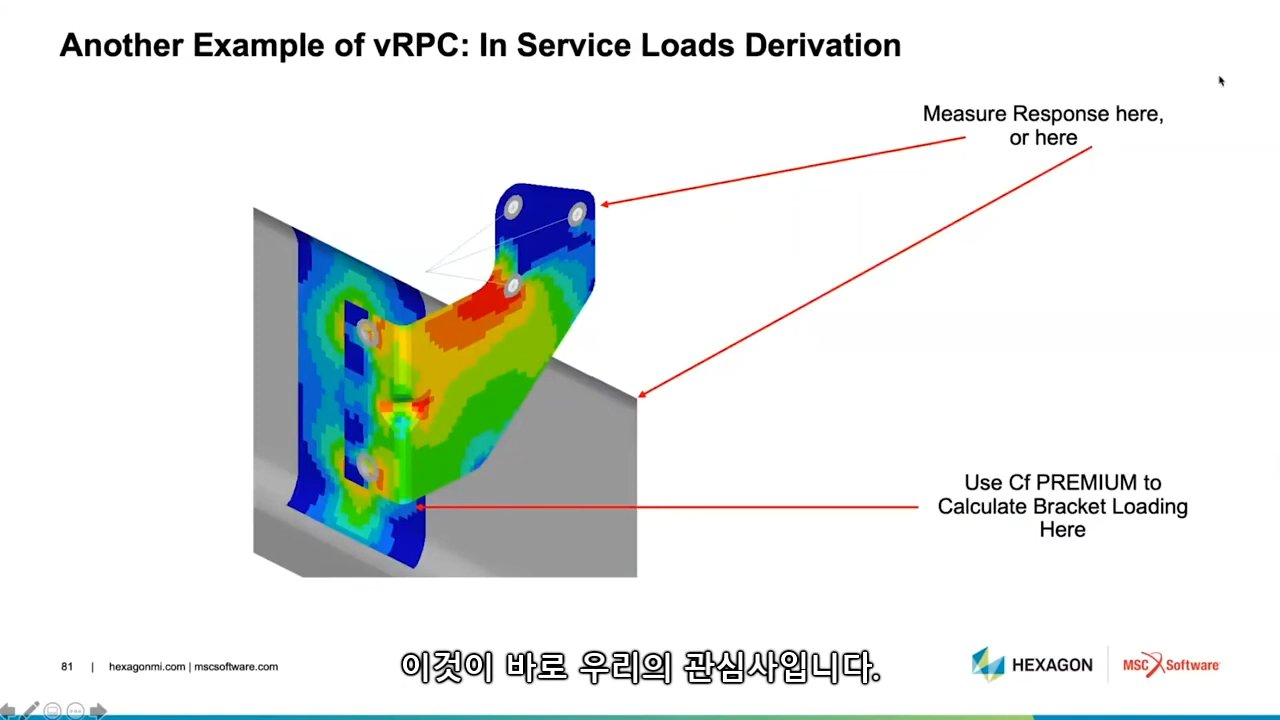 Another Example of vRPC: In Service Loads Derivation
Measure Response here,
or here
Use Cf PREMIUM to
Calculate Bracket Loading
Here
이것이 바로 우리의 관심사입니다.
81 | hexagonmi.com | mscsoftware.com
HEXAGON
MSC Software